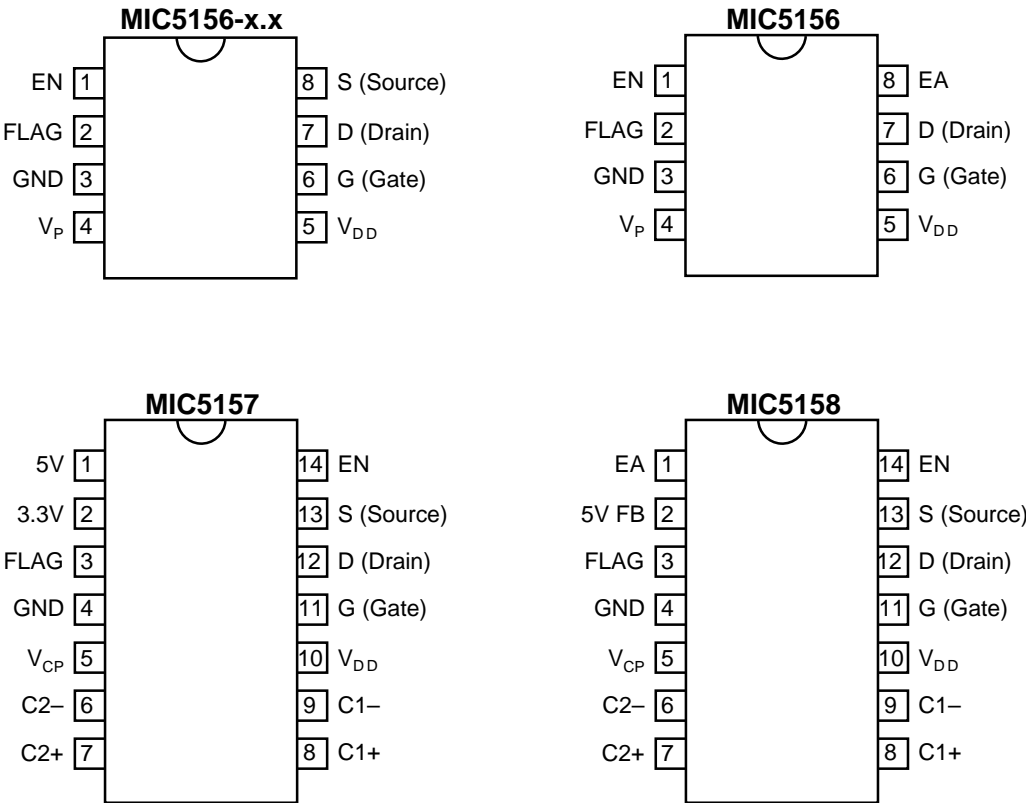 MIC5156-x.x
EN 1
8 S (Source)
FLAG 2
7 D (Drain)
GND 3
6 G (Gate)
VP 4
5 VDD
MIC5156
EN 1
8 EA
FLAG 2
7 D (Drain)
GND 3
6 G (Gate)
VP 4
5 VDD
MIC5157
5V 1
14 EN
3.3V 2
13 S (Source)
FLAG 3
12 D (Drain)
GND 4
11 G (Gate)
VCP 5
10 VDD
C2– 6
9 C1–
C2+ 7
8 C1+
MIC5158
EA 1
14 EN
5V FB 2
13 S (Source)
FLAG 3
12 D (Drain)
GND 4
11 G (Gate)
VCP 5
10 VDD
C2– 6
9 C1–
C2+ 7
8 C1+